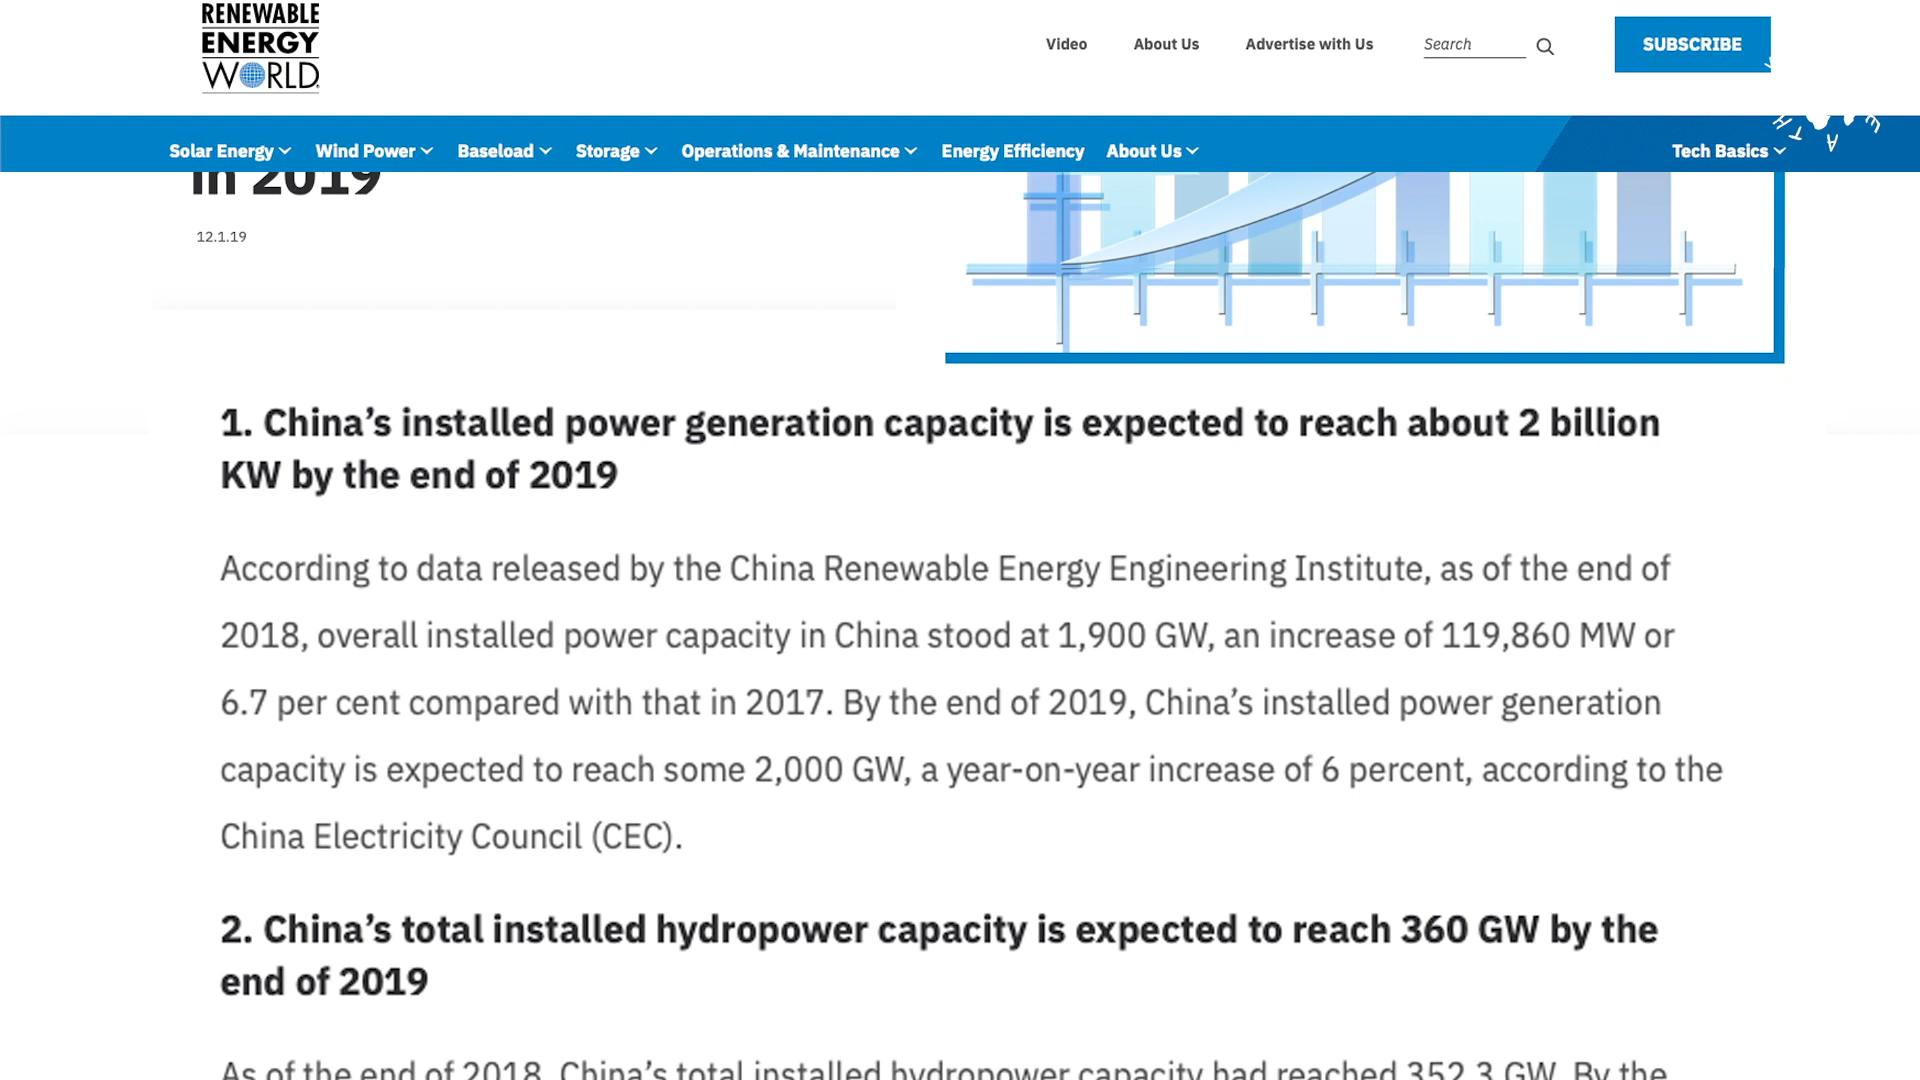 RENEWABLE
ENERGY
WORLD
Video About Us Advertise with Us Search SUBSCRIBE
Solar Energy Wind Power Baseload Storage Operations & Maintenance Energy Efficiency About Us Tech Basics
in 2019
12.1.19
1. China’s installed power generation capacity is expected to reach about 2 billion
KW by the end of 2019
According to data released by the China Renewable Energy Engineering Institute, as of the end of
2018, overall installed power capacity in China stood at 1,900 GW, an increase of 119,860 MW or
6.7 per cent compared with that in 2017. By the end of 2019, China’s installed power generation
capacity is expected to reach some 2,000 GW, a year-on-year increase of 6 percent, according to the
China Electricity Council (CEC).
2. China’s total installed hydropower capacity is expected to reach 360 GW by the
end of 2019
As of the end of 2018, China’s total installed hydropower capacity had reached 352.3 GW. By the